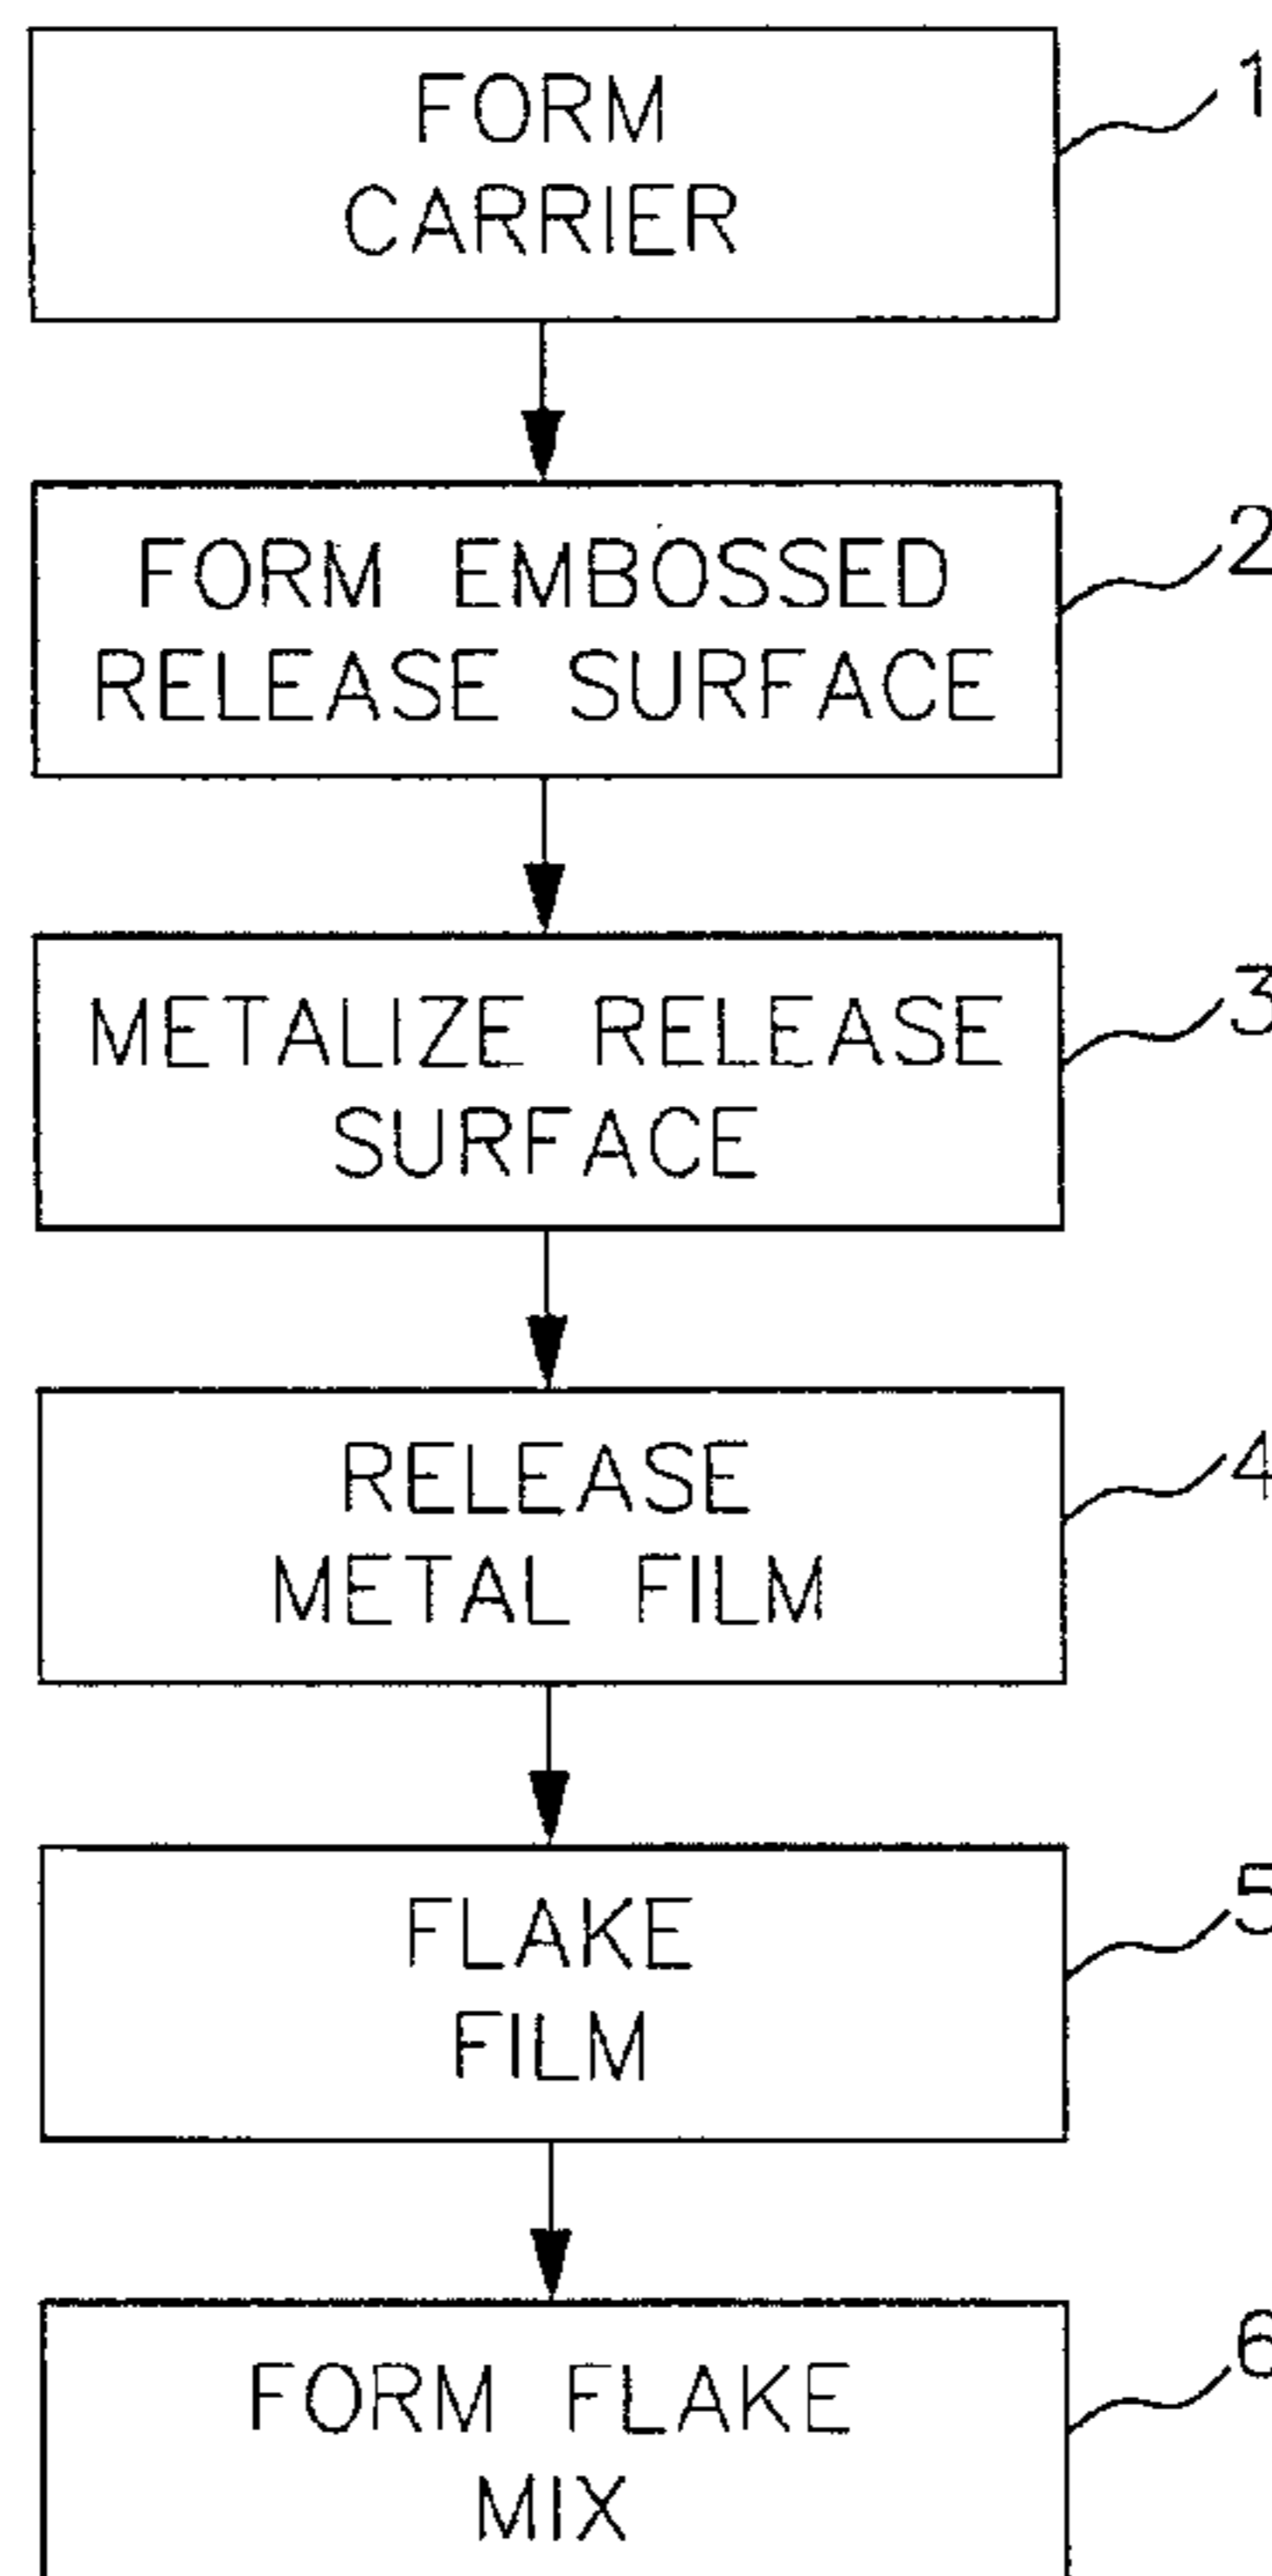 FORM
CARRIER
1
FORM EMBOSSED
RELEASE SURFACE
2
METALIZE RELEASE
SURFACE
3
RELEASE
METAL FILM
4
FLAKE
FILM
5
FORM FLAKE
MIX
6